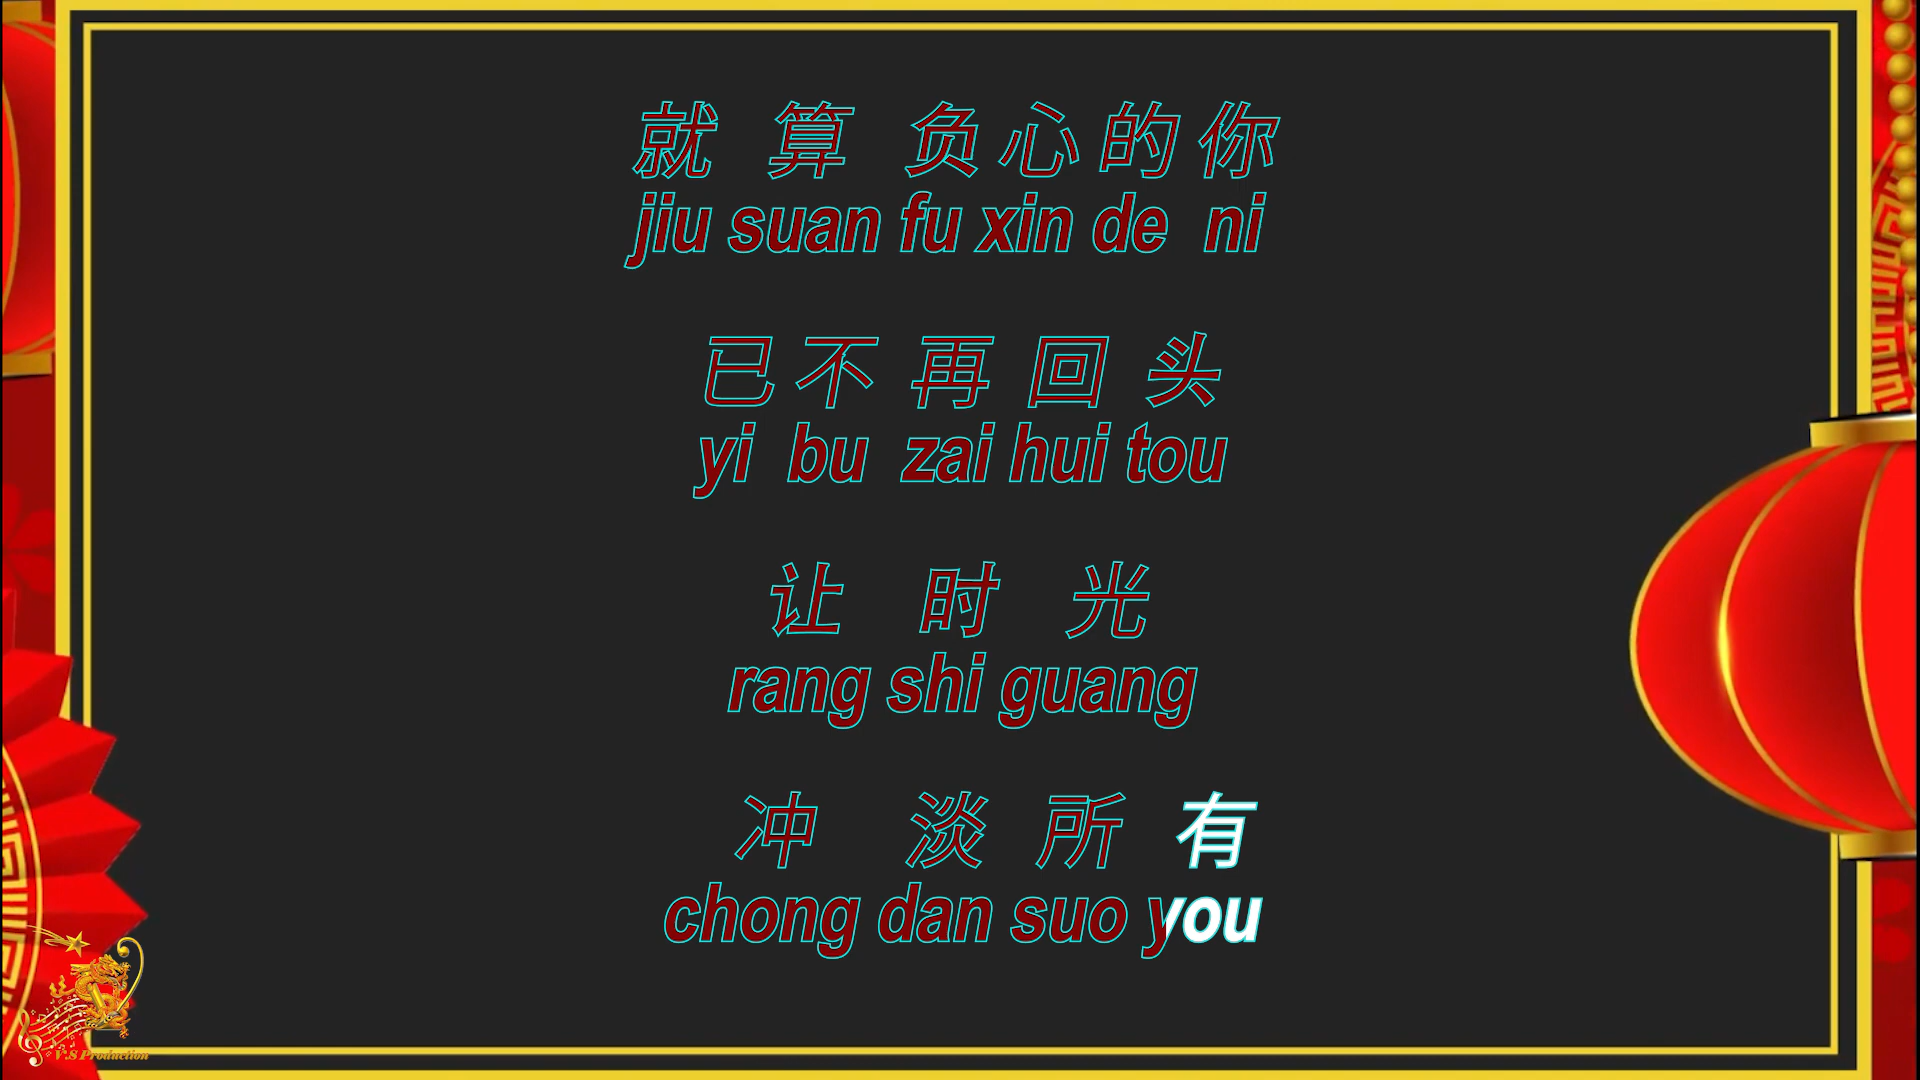 就 算 负心的你
jiu suan fu xin de ni
已不再回头
yi bu zai hui tou
让时光
rang shi guang
冲淡所有
chong dan suo you
V.S Production